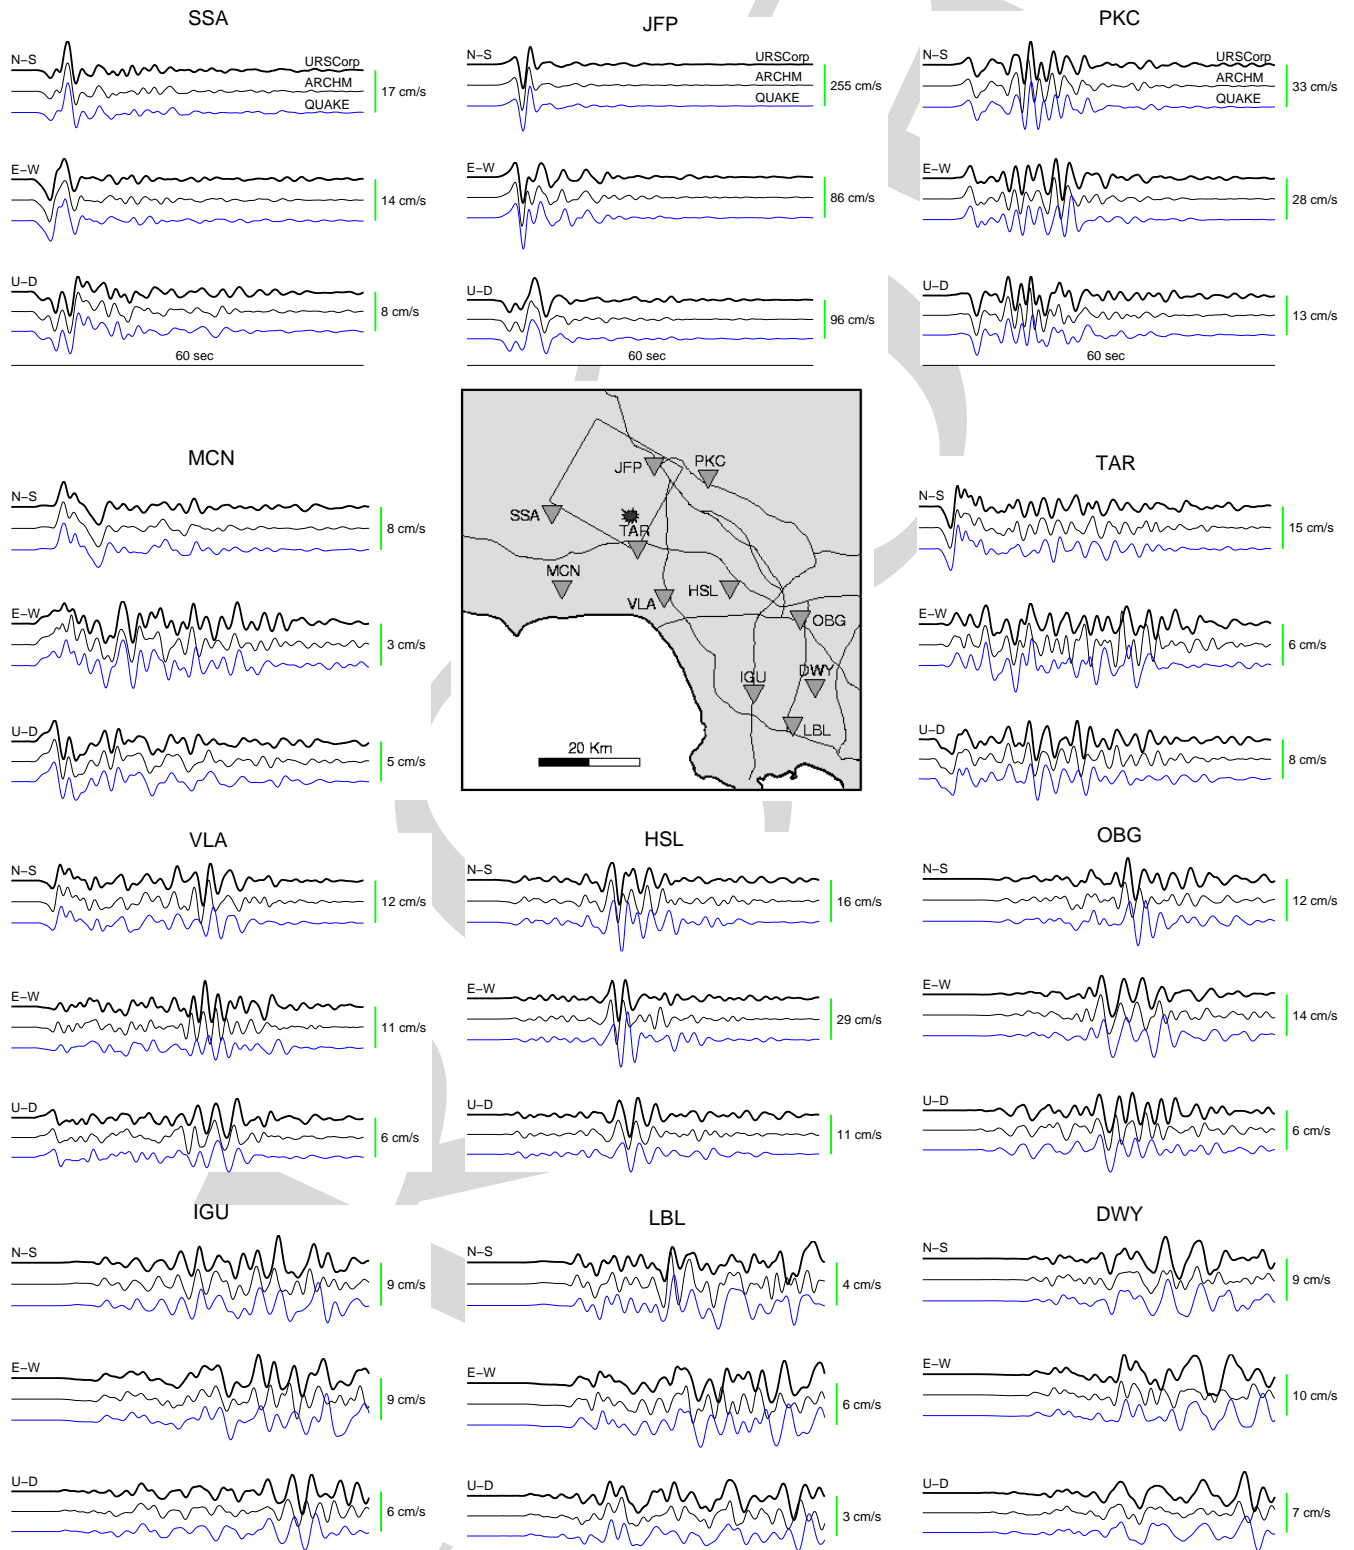 SSA
N–S
URSCorp
ARCHM
QUAKE
17 cm/s
E–W
14 cm/s
U–D
8 cm/s
60 sec
JFP
N–S
URSCorp
ARCHM
QUAKE
255 cm/s
E–W
86 cm/s
U–D
96 cm/s
60 sec
PKC
N–S
URSCorp
ARCHM
QUAKE
33 cm/s
E–W
28 cm/s
U–D
13 cm/s
60 sec
MCN
N–S
8 cm/s
E–W
3 cm/s
U–D
5 cm/s
JFP
PKC
SSA
TAR
MCN
VLA
HSL
OBG
IGU
DWY
LBL
20 Km
TAR
N–S
15 cm/s
E–W
6 cm/s
U–D
8 cm/s
VLA
N–S
12 cm/s
E–W
11 cm/s
U–D
6 cm/s
HSL
N–S
16 cm/s
E–W
29 cm/s
U–D
11 cm/s
OBG
N–S
12 cm/s
E–W
14 cm/s
U–D
6 cm/s
IGU
N–S
9 cm/s
E–W
9 cm/s
U–D
6 cm/s
LBL
N–S
4 cm/s
E–W
6 cm/s
U–D
3 cm/s
DWY
N–S
9 cm/s
E–W
10 cm/s
U–D
7 cm/s